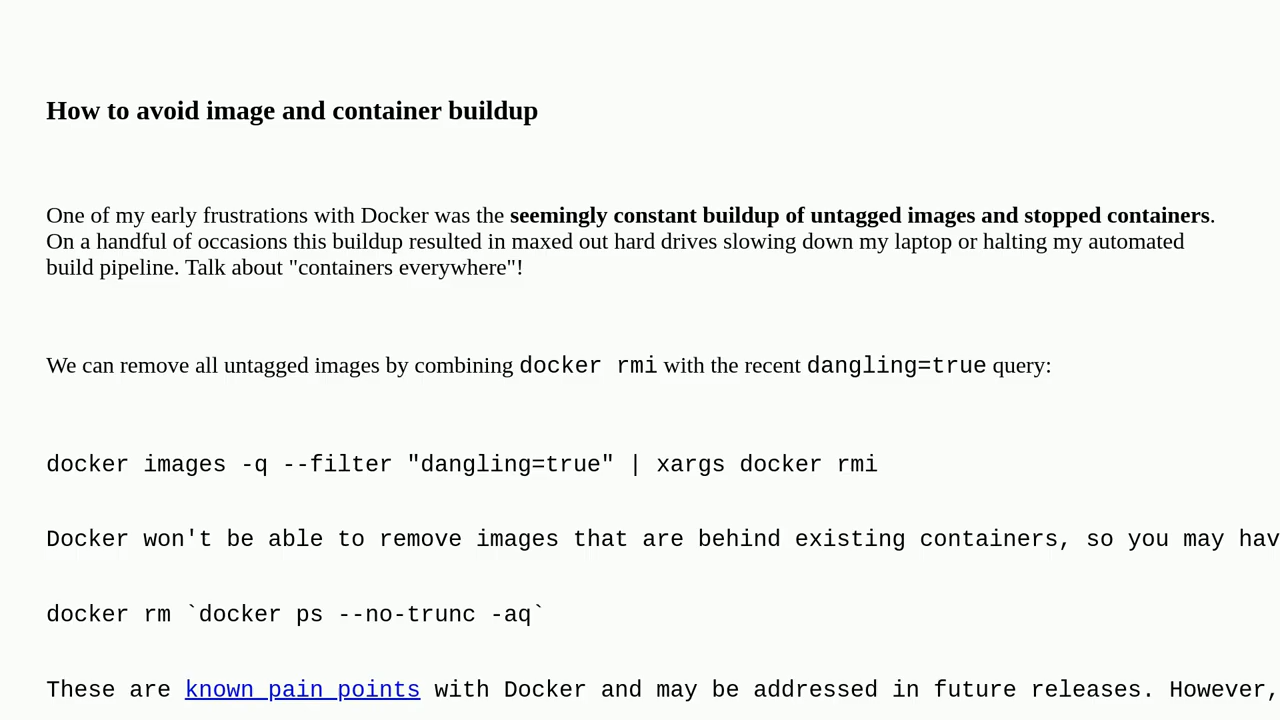 How to avoid image and container buildup
One of my early frustrations with Docker was the seemingly constant buildup of untagged images and stopped containers.
On a handful of occasions this buildup resulted in maxed out hard drives slowing down my laptop or halting my automated
build pipeline. Talk about "containers everywhere"!
We can remove all untagged images by combining docker rmi with the recent dangling=true query:
docker images -q --filter "dangling=true" | xargs docker rmi
Docker won't be able to remove images that are behind existing containers, so you may hav
docker rm `docker ps --no-trunc -aq`
These are known pain points with Docker and may be addressed in future releases. However,